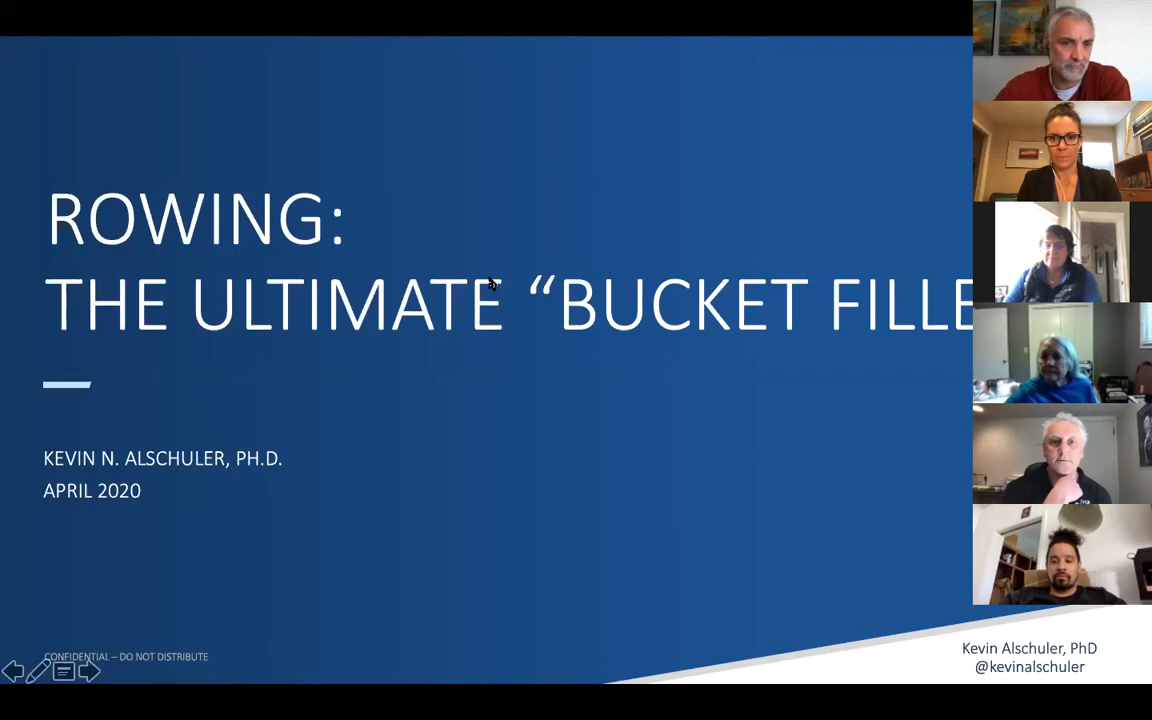 ROWING:
THE ULTIMATE “BUCKET FILLE
KEVIN N. ALSCHULER, PH.D.
APRIL 2020
CONFIDENTIAL – DO NOT DISTRIBUTE
Kevin Alschuler, PhD
@kevinalschuler